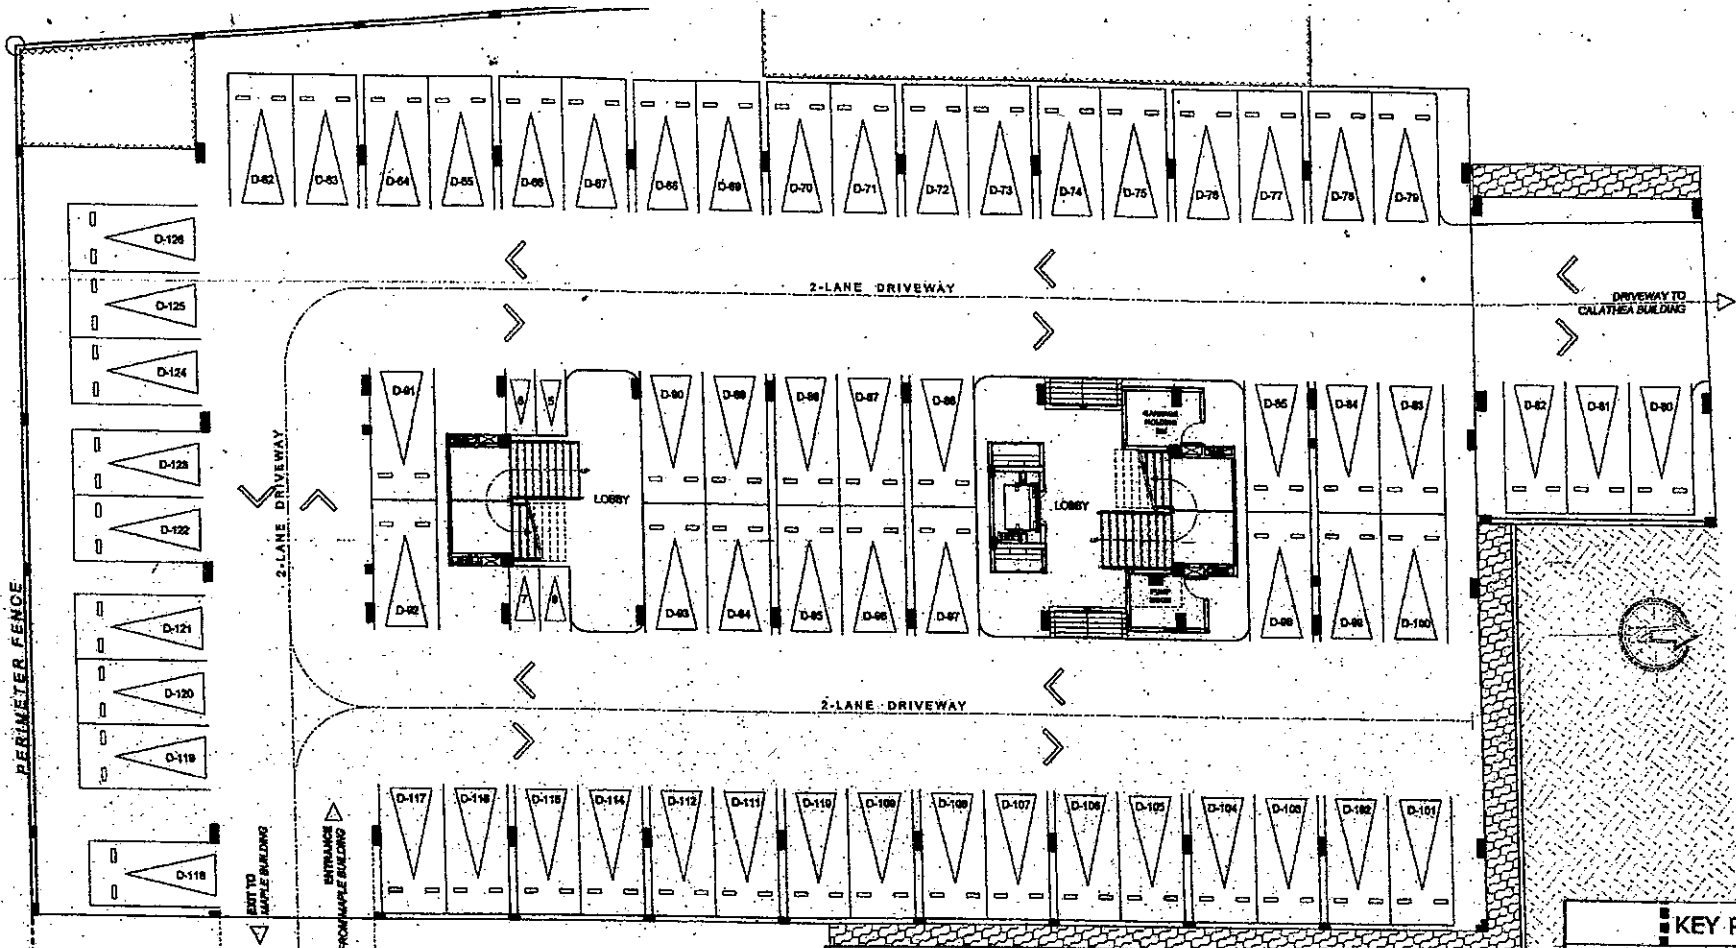 D-62
D-63
D-64
D-65
D-66
D-67
D-68
D-69
D-70
D-71
D-72
D-73
D-74
D-75
D-76
D-77
D-78
D-79
D-126
D-125
D-124
D-123
D-122
D-121
D-120
D-119
D-118
2-LANE DRIVEWAY
DRIVEWAY TO
CALATHEA BUILDING
D-91
6
5
D-90
D-89
D-88
D-87
D-86
D-85
D-84
D-83
D-82
D-81
D-80
2-LANE DRIVEWAY
LOBBY
LOBBY
D-92
7
8
D-93
D-94
D-95
D-96
D-97
D-98
D-99
D-100
PERIMETER FENCE
2-LANE DRIVEWAY
D-117
D-116
D-115
D-114
D-112
D-111
D-110
D-109
D-108
D-107
D-106
D-105
D-104
D-103
D-102
D-101
EXIT TO
MAPLE BUILDING
ENTRANCE
FROM MAPLE BUILDING
KEY